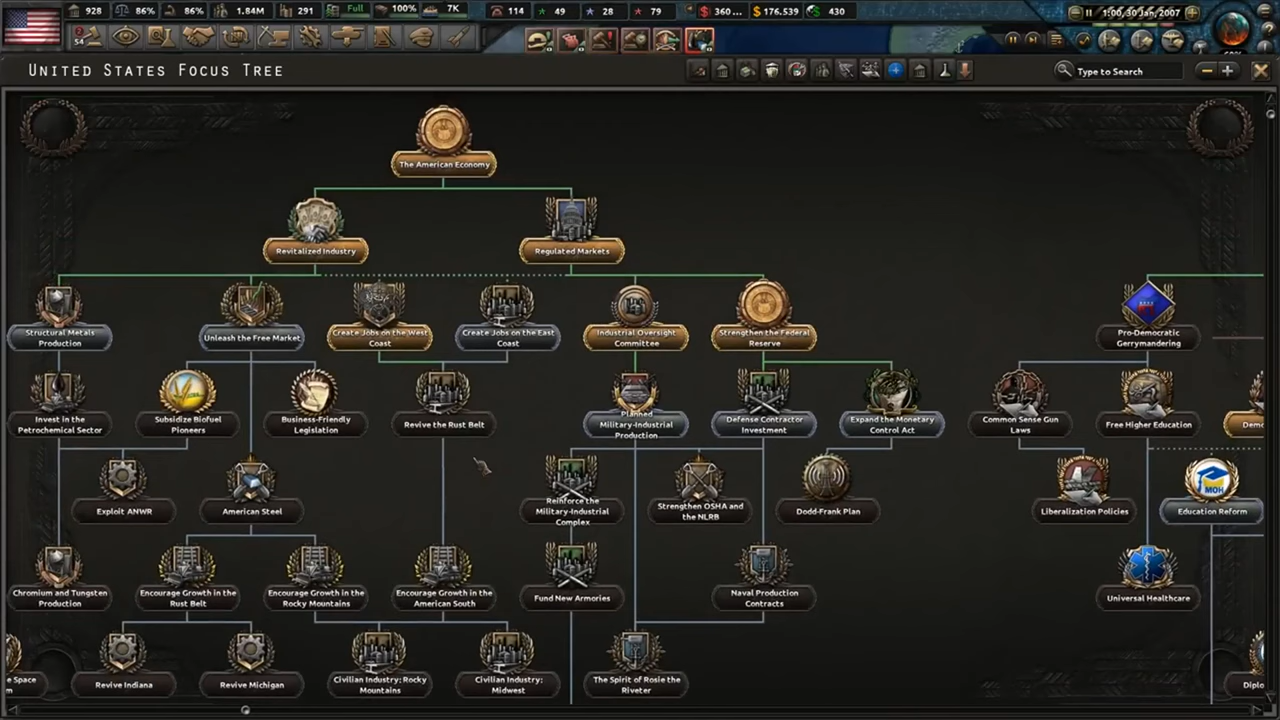 928
86%
86%
1.84M
291
Full
100%
7K
114
49
28
79
360...
176.539
430
1:00, 30 Jan, 2007
54
United States Focus Tree
Type to Search
The American Economy
Revitalized Industry
Regulated Markets
Structural Metals
Production
Unleash the Free Market
Create Jobs on the West
Coast
Create Jobs on the East
Coast
Industrial Oversight
Committee
Strengthen the Federal
Reserve
Pro-Democratic
Gerrymandering
Invest in the
Petrochemical Sector
Subsidize Biofuel
Pioneers
Business-Friendly
Legislation
Revive the Rust Belt
Planned
Military-Industrial
Production
Defense Contractor
Investment
Expand the Monetary
Control Act
Common Sense Gun
Laws
Free Higher Education
Demo
Exploit ANWR
American Steel
Reinforce the
Military-Industrial
Complex
Strengthen OSHA and
the NLRB
Dodd-Frank Plan
Liberalization Policies
MOH
Education Reform
Chromium and Tungsten
Production
Encourage Growth in the
Rust Belt
Encourage Growth in the
Rocky Mountains
Encourage Growth in the
American South
Fund New Armories
Naval Production
Contracts
Universal Healthcare
e Space
m
Revive Indiana
Revive Michigan
Civilian Industry: Rocky
Mountains
Civilian Industry:
Midwest
The Spirit of Rosie the
Riveter
Diplo